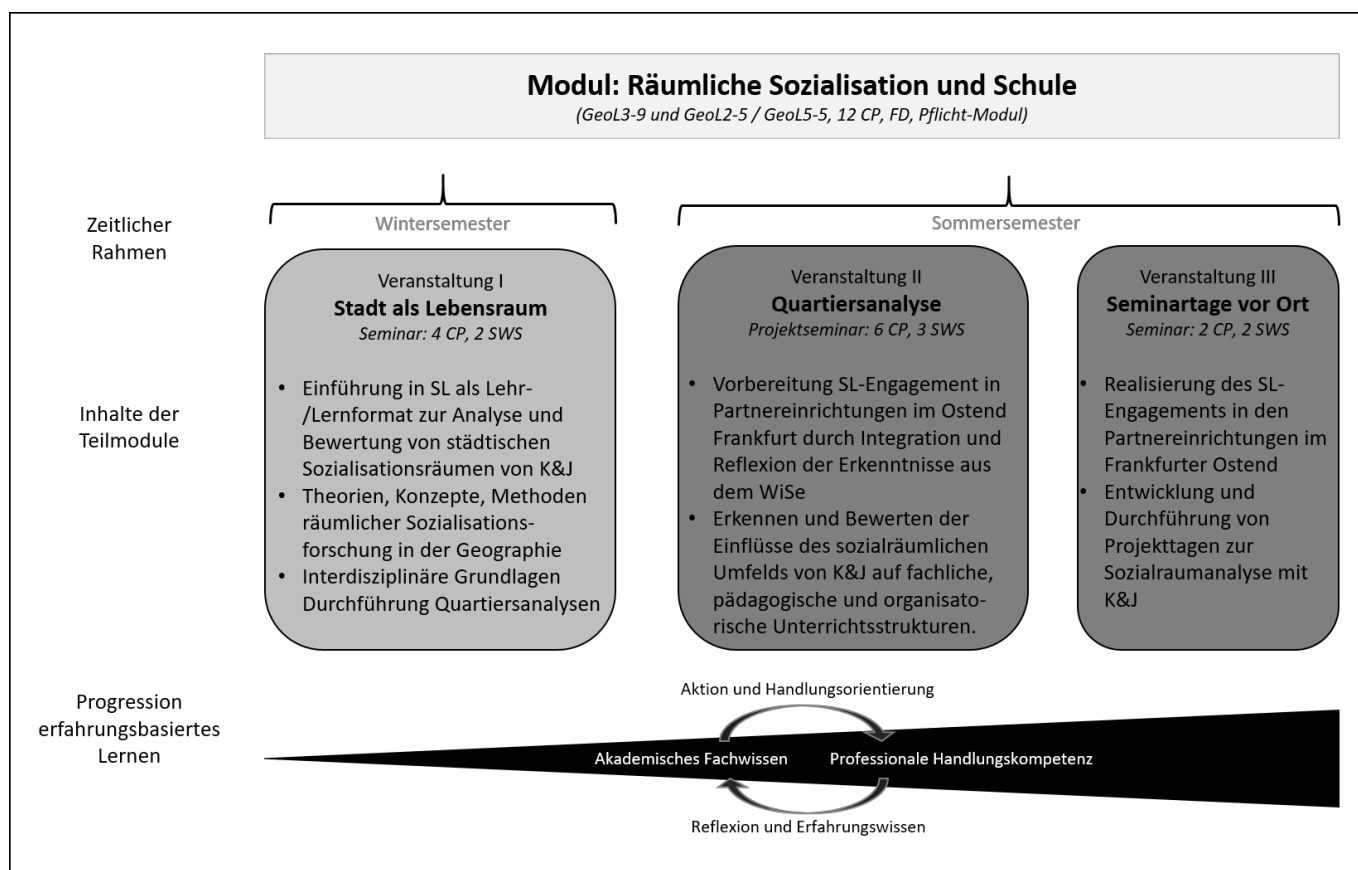 Modul: Räumliche Sozialisation und Schule
(GeoL3-9 und GeoL2-5 / GeoL5-5, 12 CP, FD, Pflicht-Modul)
Zeitlicher
Rahmen
Wintersemester
Sommersemester
Inhalte der
Teilmodule
Veranstaltung I
Stadt als Lebensraum
Seminar: 4 CP, 2 SWS
• Einführung in SL als Lehr-
/Lernformat zur Analyse und
Bewertung von städtischen
Sozialisationsräumen von K&J
• Theorien, Konzepte, Methoden
räumlicher Sozialisations-
forschung in der Geographie
• Interdisziplinäre Grundlagen
Durchführung Quartiersanalysen
Veranstaltung II
Quartiersanalyse
Projektseminar: 6 CP, 3 SWS
• Vorbereitung SL-Engagement in
Partnereinrichtungen im Ostend
Frankfurt durch Integration und
Reflexion der Erkenntnisse aus
dem WiSe
• Erkennen und Bewerten der
Einflüsse des sozialräumlichen
Umfelds von K&J auf fachliche,
pädagogische und organisato-
rische Unterrichtsstrukturen.
Veranstaltung III
Seminartage vor Ort
Seminar: 2 CP, 2 SWS
• Realisierung des SL-
Engagements in den
Partnereinrichtungen im
Frankfurter Ostend
• Entwicklung und
Durchführung von
Projekttagen zur
Sozialraumanalyse mit
K&J
Progression
erfahrungsbasiertes
Lernen
Aktion und Handlungsorientierung
Akademisches Fachwissen
Professionale Handlungskompetenz
Reflexion und Erfahrungswissen